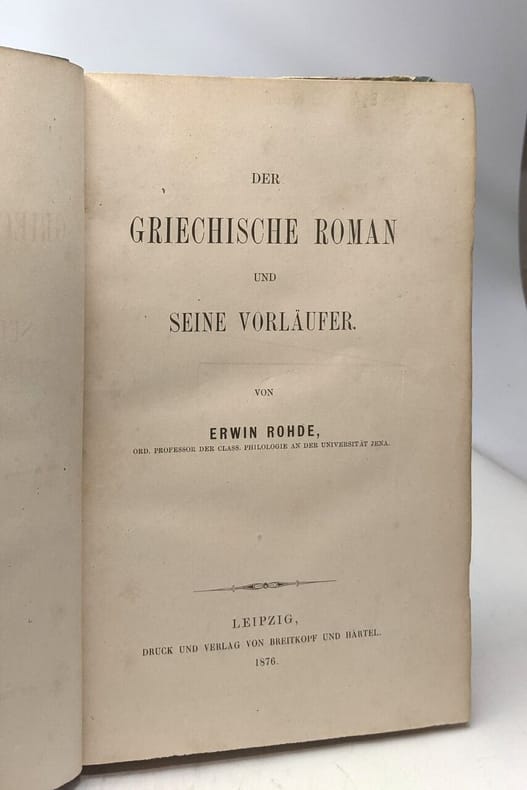 DER
GRIECHISCHE ROMAN
UND
SEINE VORLÄUFER.
VON
ERWIN ROHDE,
ORD. PROFESSOR DER CLASS. PHILOLOGIE AN DER UNIVERSITÄT JENA.
LEIPZIG,
DRUCK UND VERLAG VON BREITKOPF UND HÄRTEL.
1876.